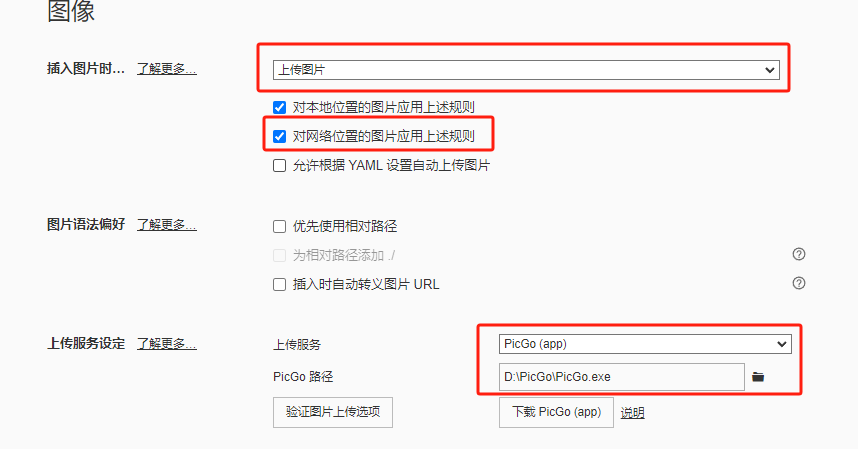 图像
插入图片时… 了解更多…
上传图片
对本地位置的图片应用上述规则
对网络位置的图片应用上述规则
允许根据 YAML 设置自动上传图片
图片语法偏好 了解更多…
优先使用相对路径
为相对路径添加 ./
插入时自动转义图片 URL
上传服务设定 了解更多…
上传服务 PicGo (app)
PicGo 路径 D:\PicGo\PicGo.exe
验证图片上传选项 下载 PicGo (app) 说明